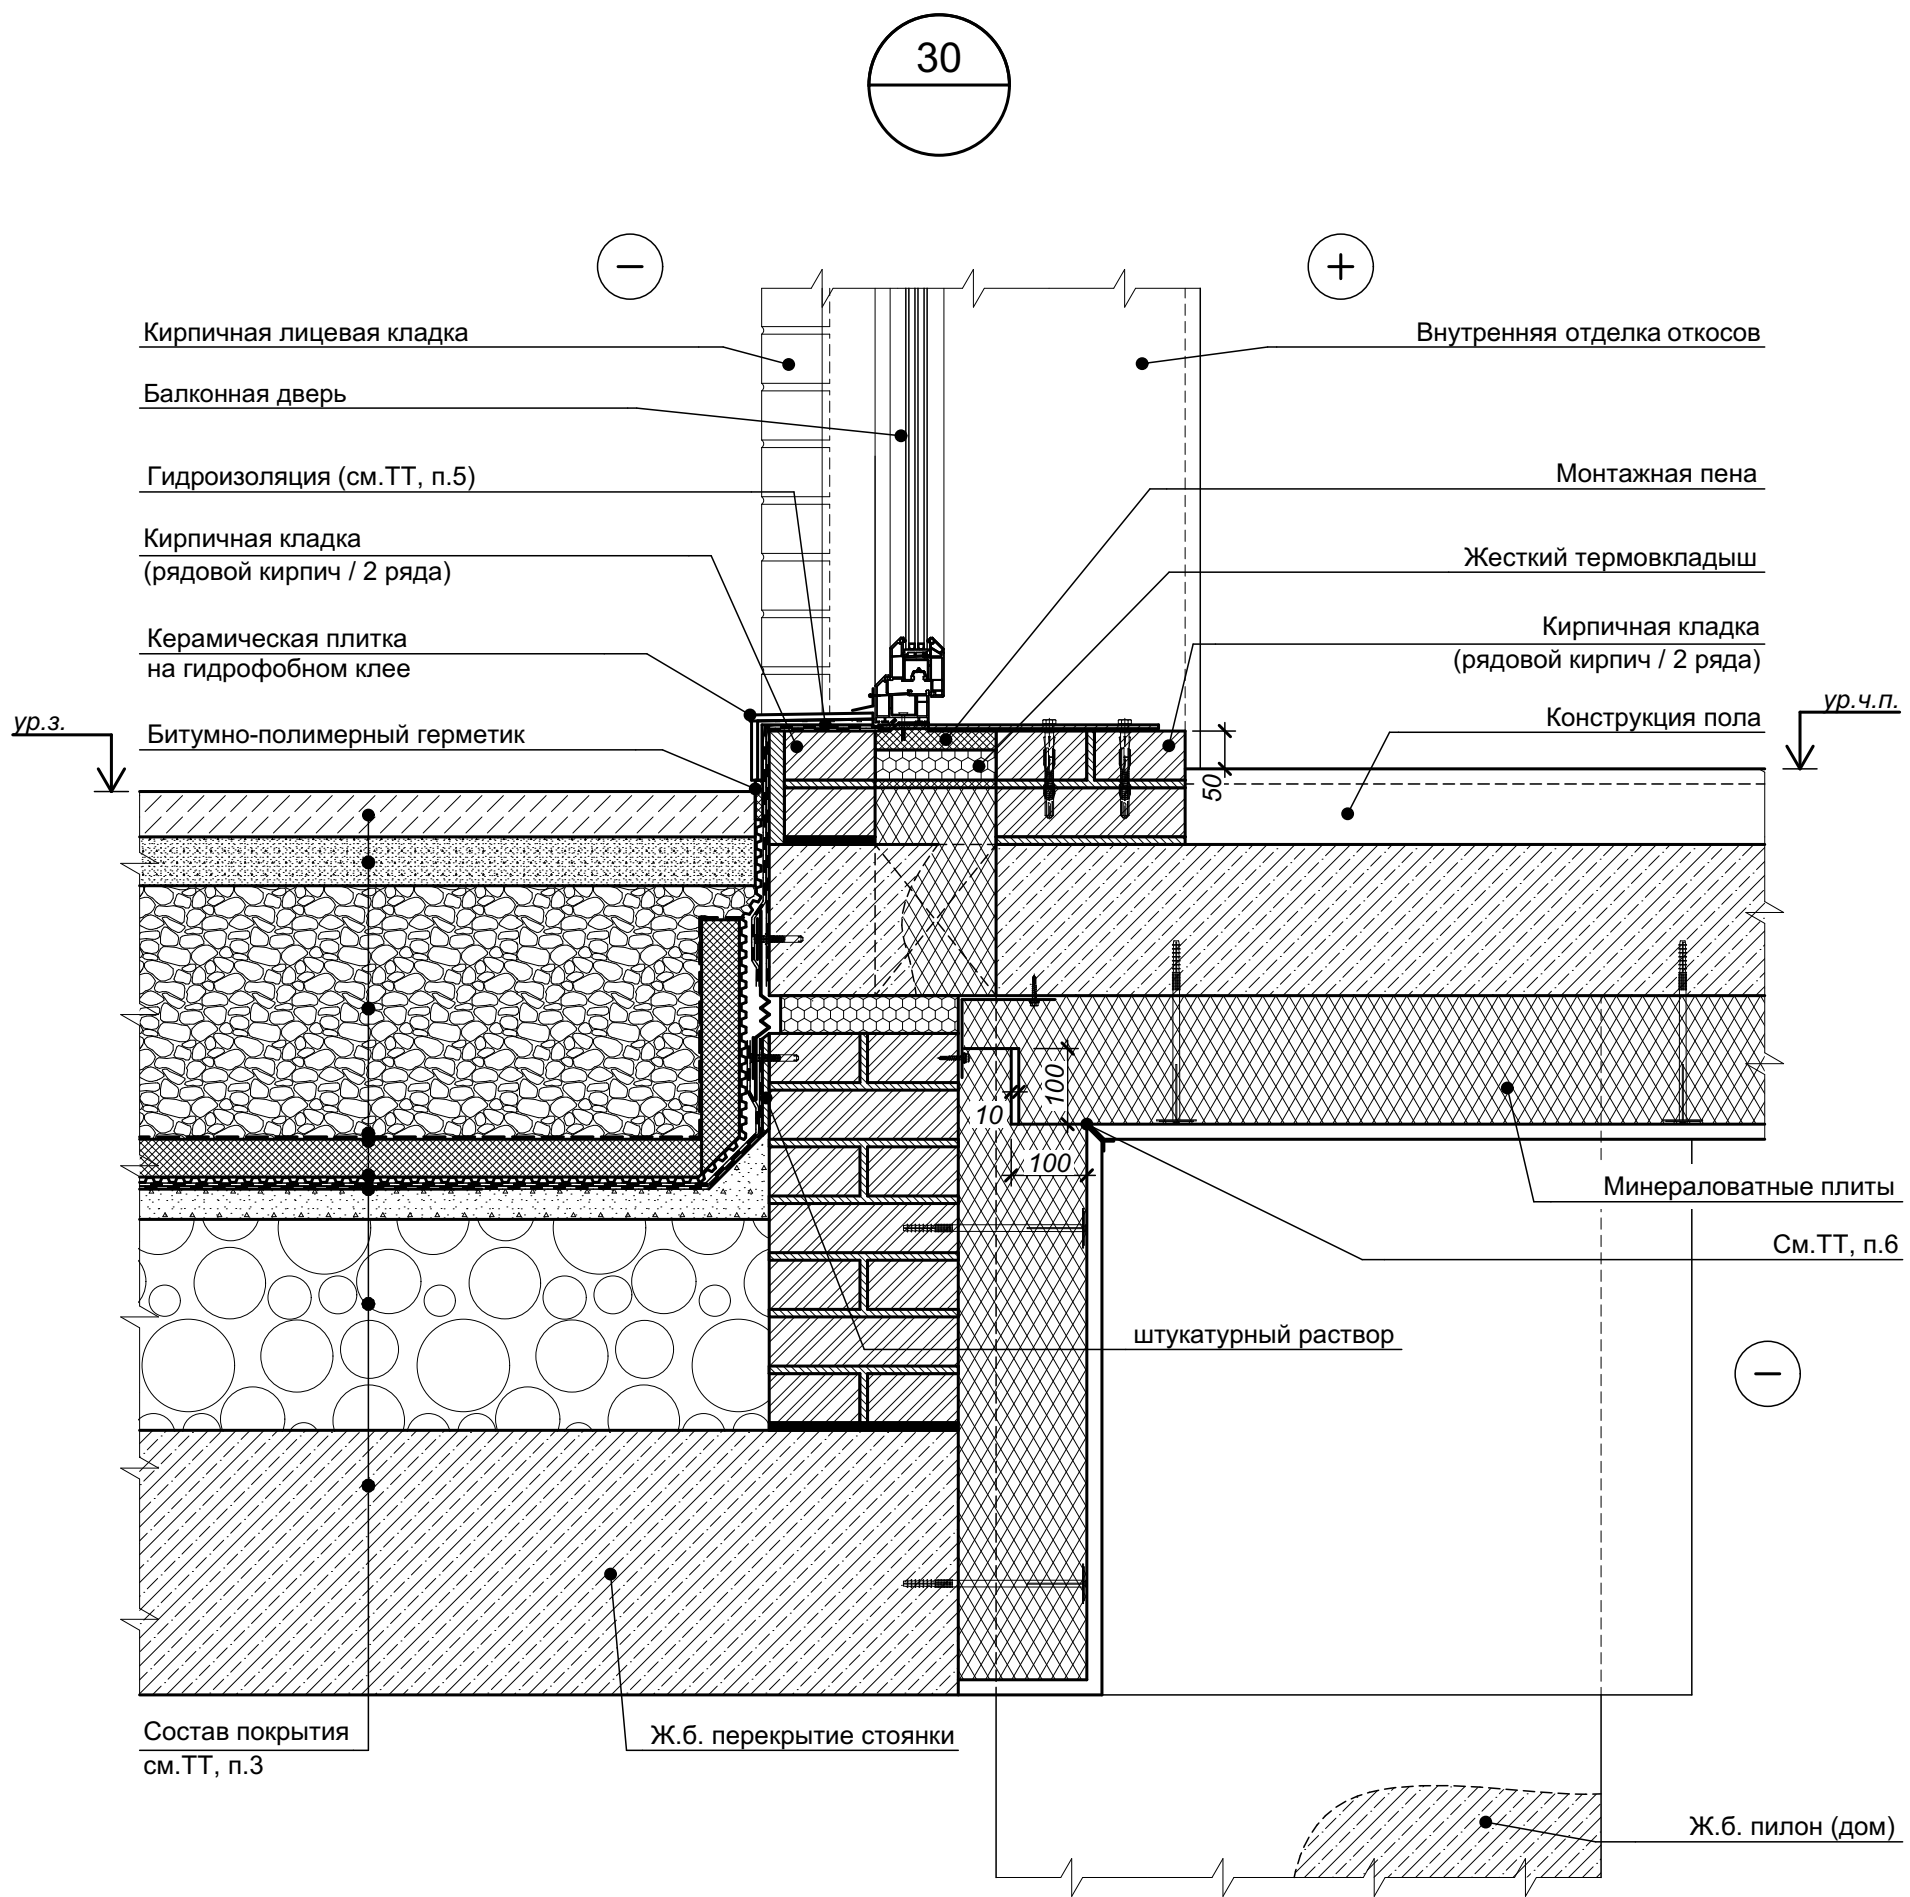 30
−
+
Кирпичная лицевая кладка
Внутренняя отделка откосов
Балконная дверь
Гидроизоляция (см.ТТ, п.5)
Монтажная пена
Кирпичная кладка
(рядовой кирпич / 2 ряда)
Жесткий термовкладыш
Керамическая плитка
на гидрофобном клее
Кирпичная кладка
(рядовой кирпич / 2 ряда)
ур.з.
Битумно-полимерный герметик
Конструкция пола
ур.ч.п.
50
100
10
100
Минераловатные плиты
См.ТТ, п.6
штукатурный раствор
−
Состав покрытия
см.ТТ, п.3
Ж.б. перекрытие стоянки
Ж.б. пилон (дом)